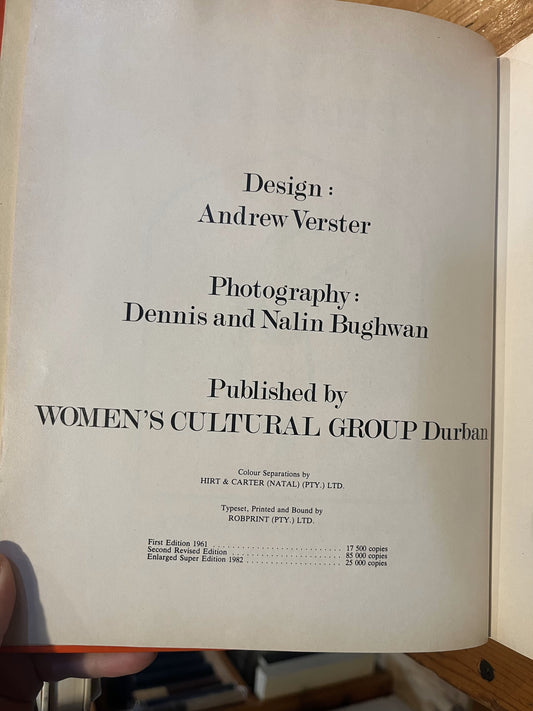 Design :
Andrew Verster
Photography :
Dennis and Nalin Bughwan
Published by
WOMEN'S CULTURAL GROUP Durban
Colour Separations by
HIRT & CARTER (NATAL) (PTY.) LTD.
Typeset, Printed and Bound by
ROBPRINT (PTY.) LTD.
First Edition 1961 . . . . . . . . . . . . . . . . . . . . . . . . . . . 17 500 copies
Second Revised Edition . . . . . . . . . . . . . . . . . . . . . . . 85 000 copies
Enlarged Super Edition 1982 . . . . . . . . . . . . . . . . . . . . 25 000 copies